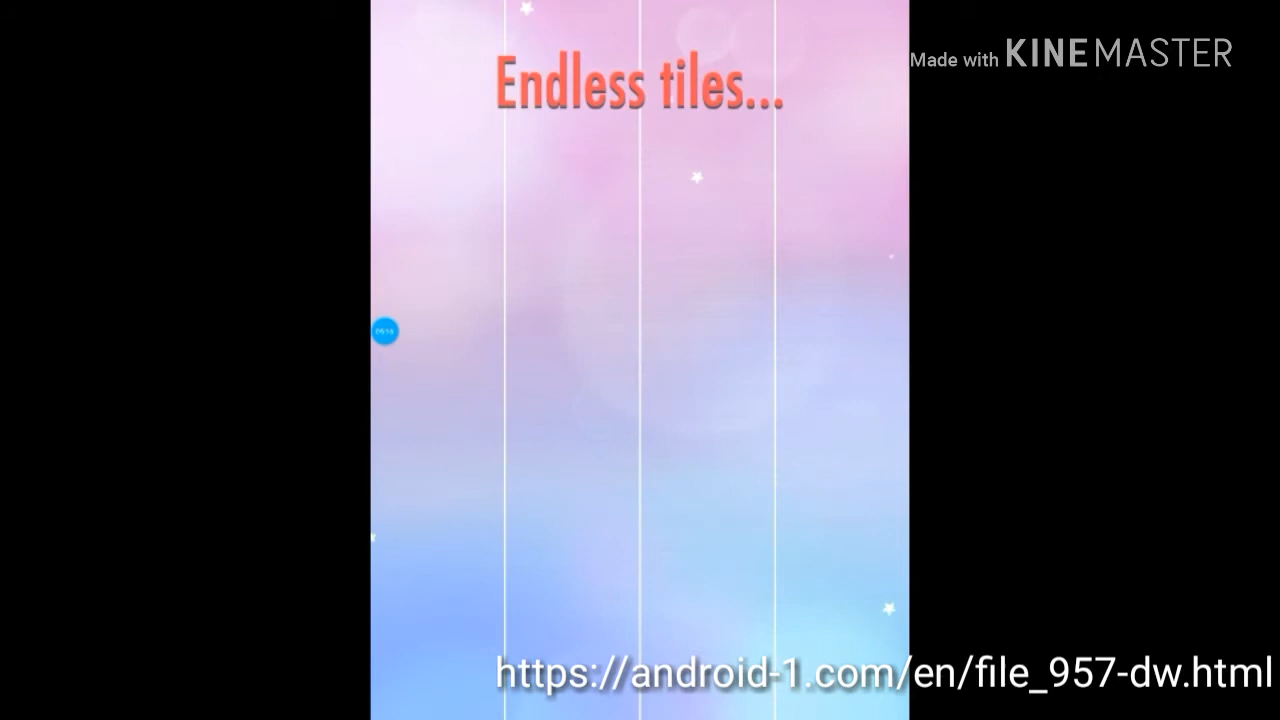 Made with KINEMASTER
Endless tiles...
https://android-1.com/en/file_957-dw.html